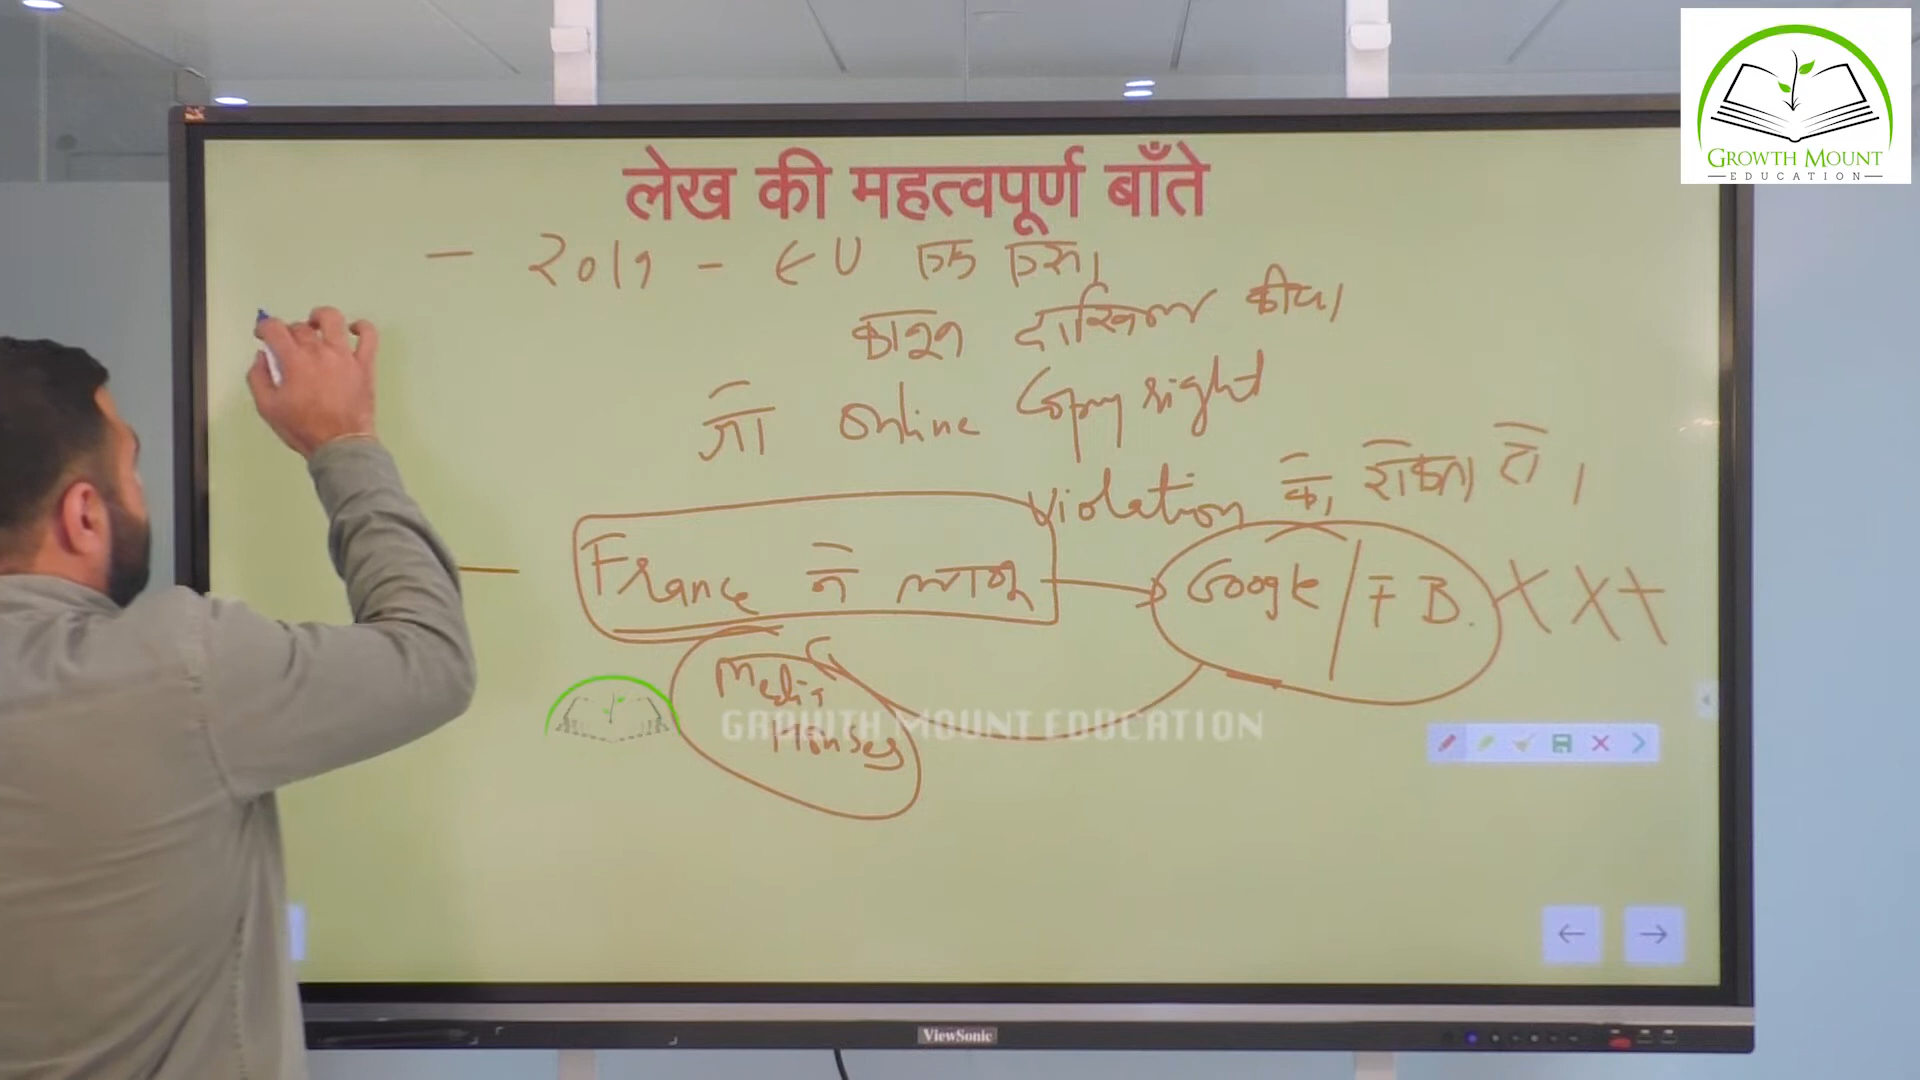 GROWTH MOUNT
—EDUCATION—
लेख की महत्वपूर्ण बाँते
— 2019 - EU एक एसा
कानून दाखिल कीया
जो Online Copyright
Violation को रोकता हो ।
— France ने लागू → Google / FB. X X X
Media
Houses
GROWTH MOUNT EDUCATION
ViewSonic